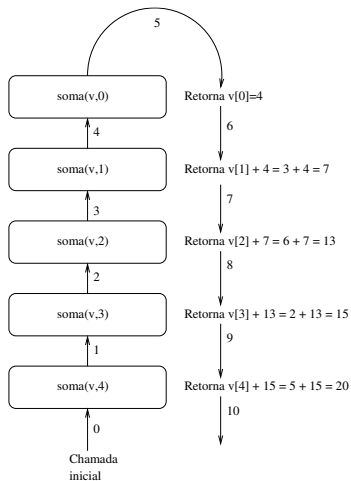 5
soma(v,0)
Retorna v[0]=4
4
6
soma(v,1)
Retorna v[1] + 4 = 3 + 4 = 7
3
7
soma(v,2)
Retorna v[2] + 7 = 6 + 7 = 13
2
8
soma(v,3)
Retorna v[3] + 13 = 2 + 13 = 15
1
9
soma(v,4)
Retorna v[4] + 15 = 5 + 15 = 20
0
10
Chamada
inicial